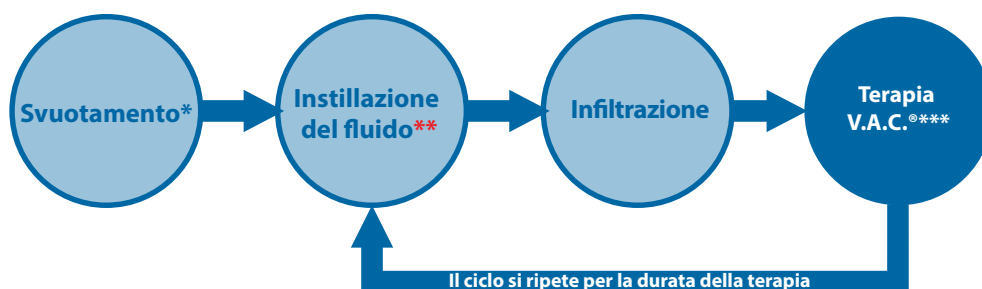 Svuotamento*
Instillazione
del fluido**
Infiltrazione
Terapia
V.A.C.®***
Il ciclo si ripete per la durata della terapia